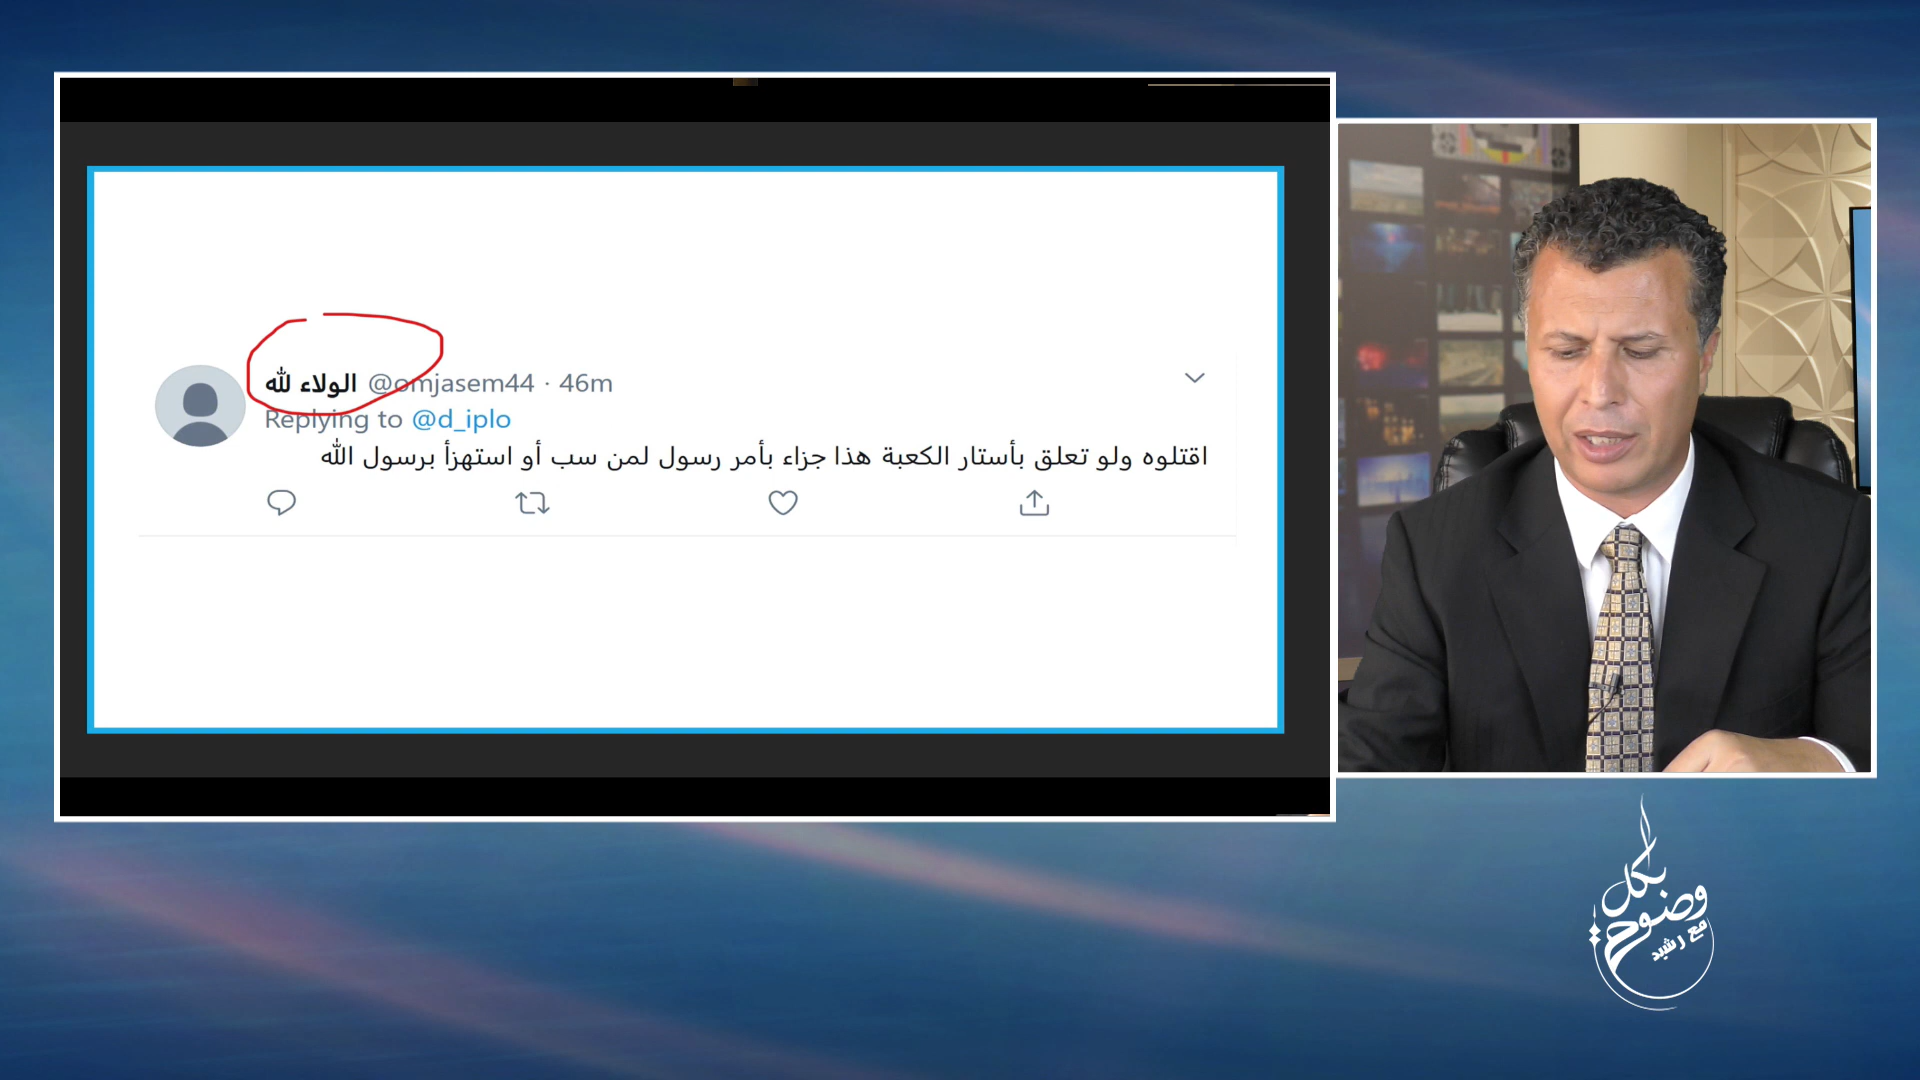 الولاء لله @omjasem44 · 46m
Replying to @d_iplo
اقتلوه ولو تعلق بأستار الكعبة هذا جزاء بأمر رسول لمن سب أو استهزأ برسول الله
بكل
وضوح
مع رشيد